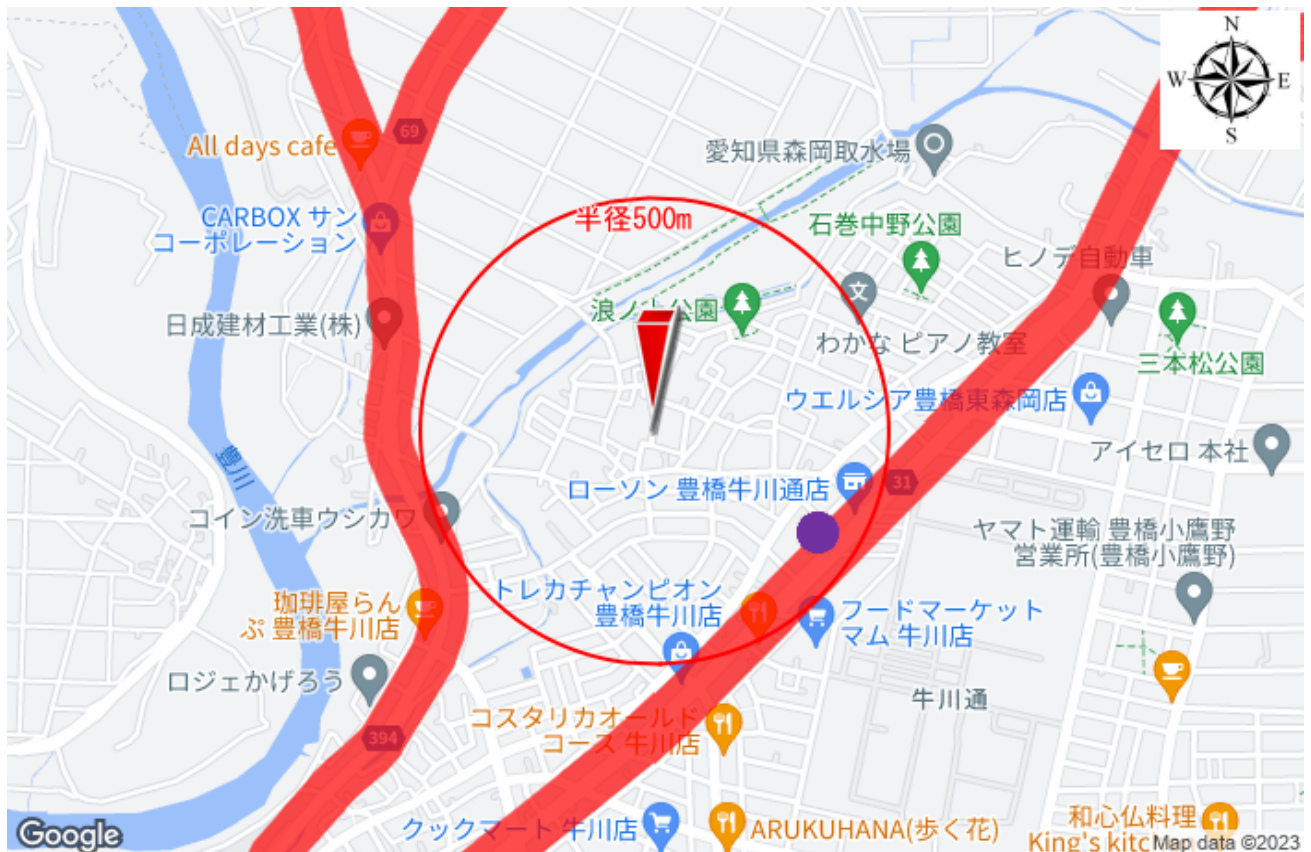 N
W
E
S
69
All days cafe
愛知県森岡取水場
CARBOX サン
コーポレーション
半径500m
石巻中野公園
ヒノデ自動車
浪ノ上公園
文
日成建材工業(株)
わかな ピアノ教室
三本松公園
ウエルシア豊橋東森岡店
アイセロ 本社
豊川
ローソン 豊橋牛川通店
31
コイン洗車ウシカワ
ヤマト運輸 豊橋小鷹野
営業所(豊橋小鷹野)
トレカチャンピオン
豊橋牛川店
珈琲屋らん
ぷ 豊橋牛川店
フードマーケット
マム 牛川店
ロジェかげろう
牛川通
コスタリカオールド
コース 牛川店
394
クックマート 牛川店
ARUKUHANA(歩く花)
和心仏料理
King's kitc
Google
Map data ©2023